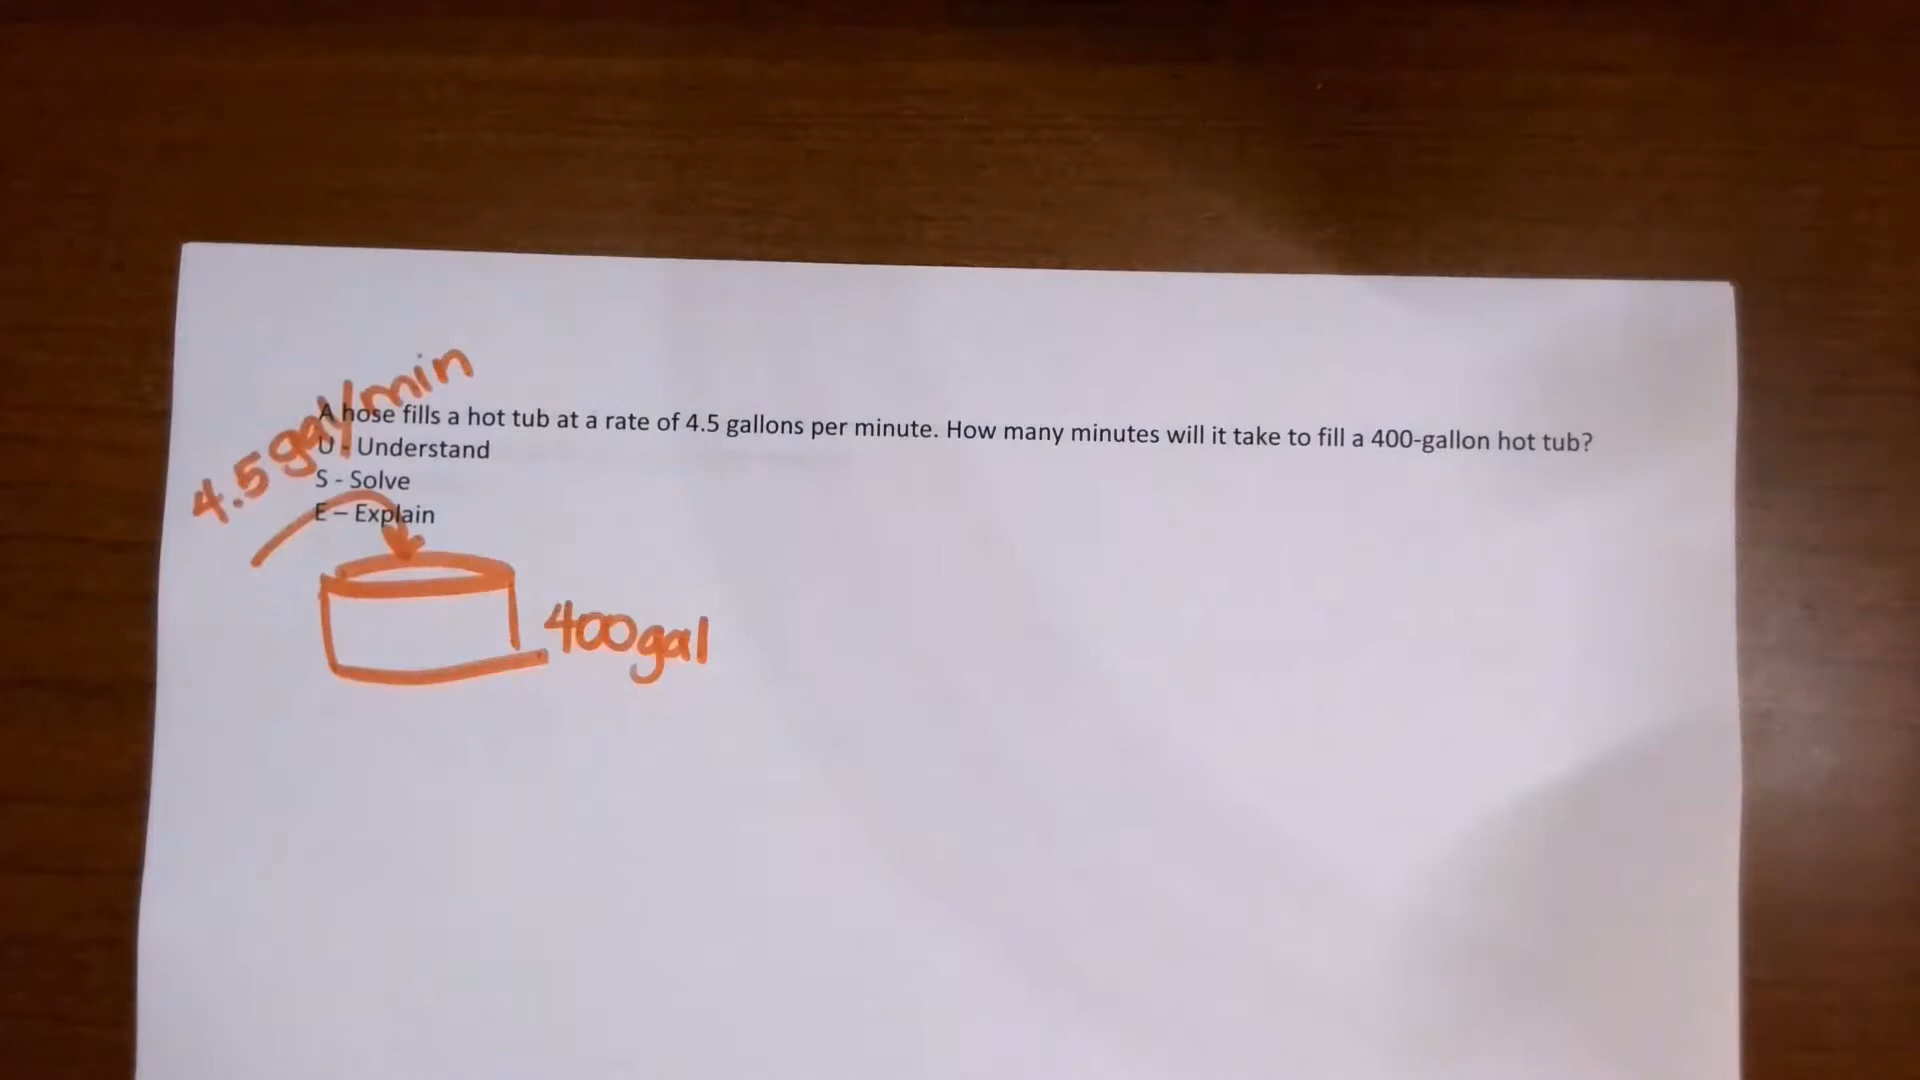 4.5 gal/min
A hose fills a hot tub at a rate of 4.5 gallons per minute. How many minutes will it take to fill a 400-gallon hot tub?
U - Understand
S - Solve
E – Explain
400gal